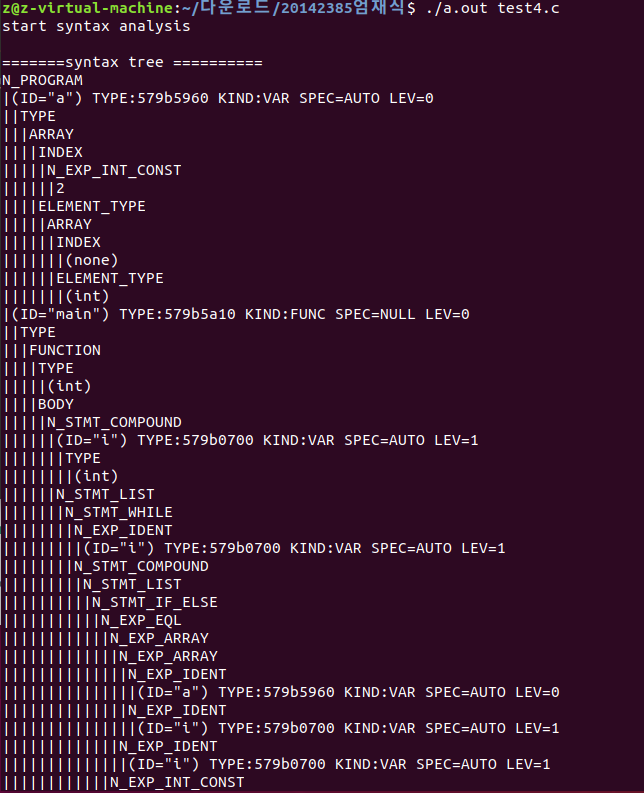 z@z-virtual-machine:~/다운로드/20142385엄재식$ ./a.out test4.c
start syntax analysis
=======syntax tree ==========
N_PROGRAM
|(ID="a") TYPE:579b5960 KIND:VAR SPEC=AUTO LEV=0
||TYPE
|||ARRAY
||||INDEX
|||||N_EXP_INT_CONST
||||||2
||||ELEMENT_TYPE
|||||ARRAY
||||||INDEX
|||||||(none)
||||||ELEMENT_TYPE
|||||||(int)
|(ID="main") TYPE:579b5a10 KIND:FUNC SPEC=NULL LEV=0
||TYPE
|||FUNCTION
||||TYPE
|||||(int)
||||BODY
|||||N_STMT_COMPOUND
||||||(ID="i") TYPE:579b0700 KIND:VAR SPEC=AUTO LEV=1
|||||||TYPE
||||||||(int)
||||||N_STMT_LIST
|||||||N_STMT_WHILE
||||||||N_EXP_IDENT
|||||||||(ID="i") TYPE:579b0700 KIND:VAR SPEC=AUTO LEV=1
||||||||N_STMT_COMPOUND
|||||||||N_STMT_LIST
||||||||||N_STMT_IF_ELSE
|||||||||||N_EXP_EQL
||||||||||||N_EXP_ARRAY
|||||||||||||N_EXP_ARRAY
||||||||||||||N_EXP_IDENT
|||||||||||||||(ID="a") TYPE:579b5960 KIND:VAR SPEC=AUTO LEV=0
||||||||||||||N_EXP_IDENT
|||||||||||||||(ID="i") TYPE:579b0700 KIND:VAR SPEC=AUTO LEV=1
|||||||||||||N_EXP_IDENT
||||||||||||||(ID="i") TYPE:579b0700 KIND:VAR SPEC=AUTO LEV=1
||||||||||||N_EXP_INT_CONST